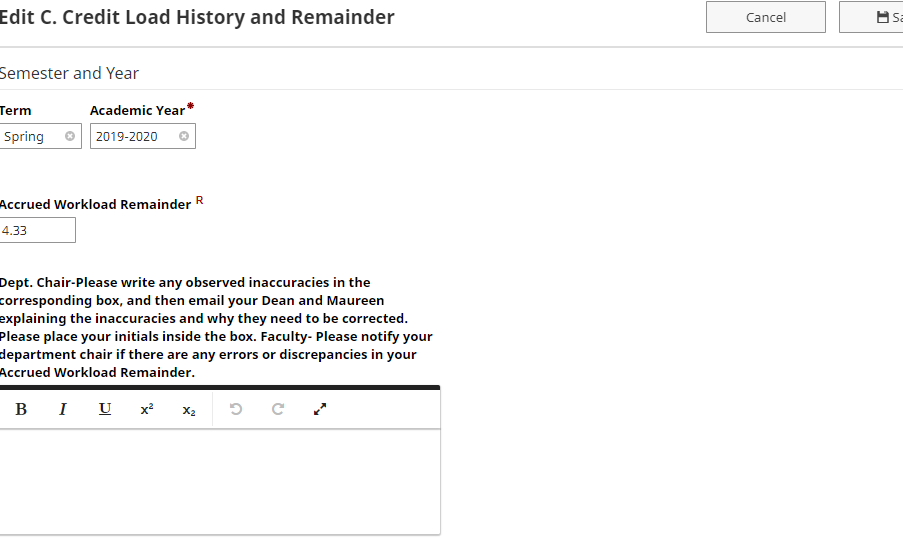 Edit C. Credit Load History and Remainder
Cancel
Semester and Year
Term
Academic Year*
Spring
2019-2020
Accrued Workload Remainder R
4.33
Dept. Chair-Please write any observed inaccuracies in the
corresponding box, and then email your Dean and Maureen
explaining the inaccuracies and why they need to be corrected.
Please place your initials inside the box. Faculty- Please notify your
department chair if there are any errors or discrepancies in your
Accrued Workload Remainder.
B I U x² x₂